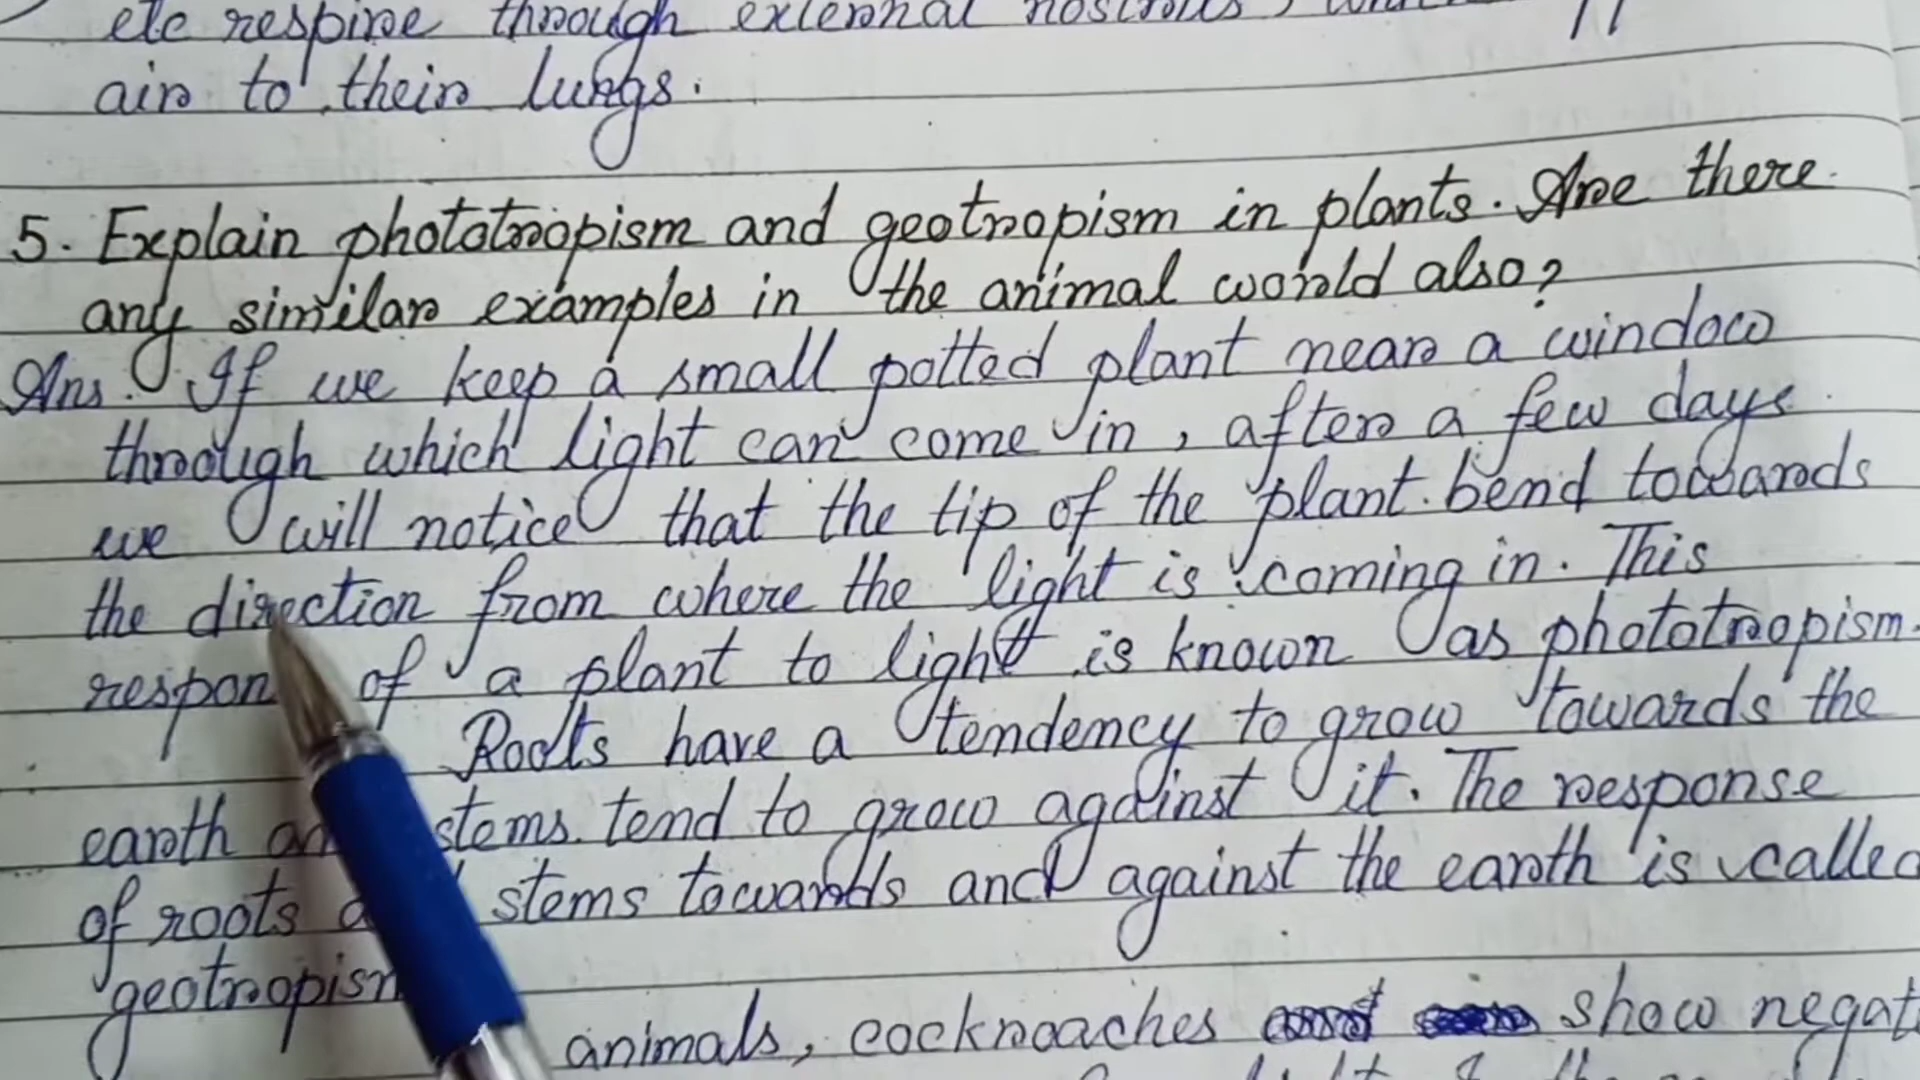 etc respire through external nostrils,
air to their lungs.
5. Explain phototropism and geotropism in plants. Are there
any similar examples in the animal world also?
Ans. If we keep a small potted plant near a window
through which light can come in, after a few days
we will notice that the tip of the plant bend towards
the direction from where the light is coming in. This
respon of a plant to light is known as phototropism.
Roots have a tendency to grow towards the
earth an stems tend to grow against it. The response
of roots stems towards and against the earth is called
geotropism
animals, cockroaches show negat